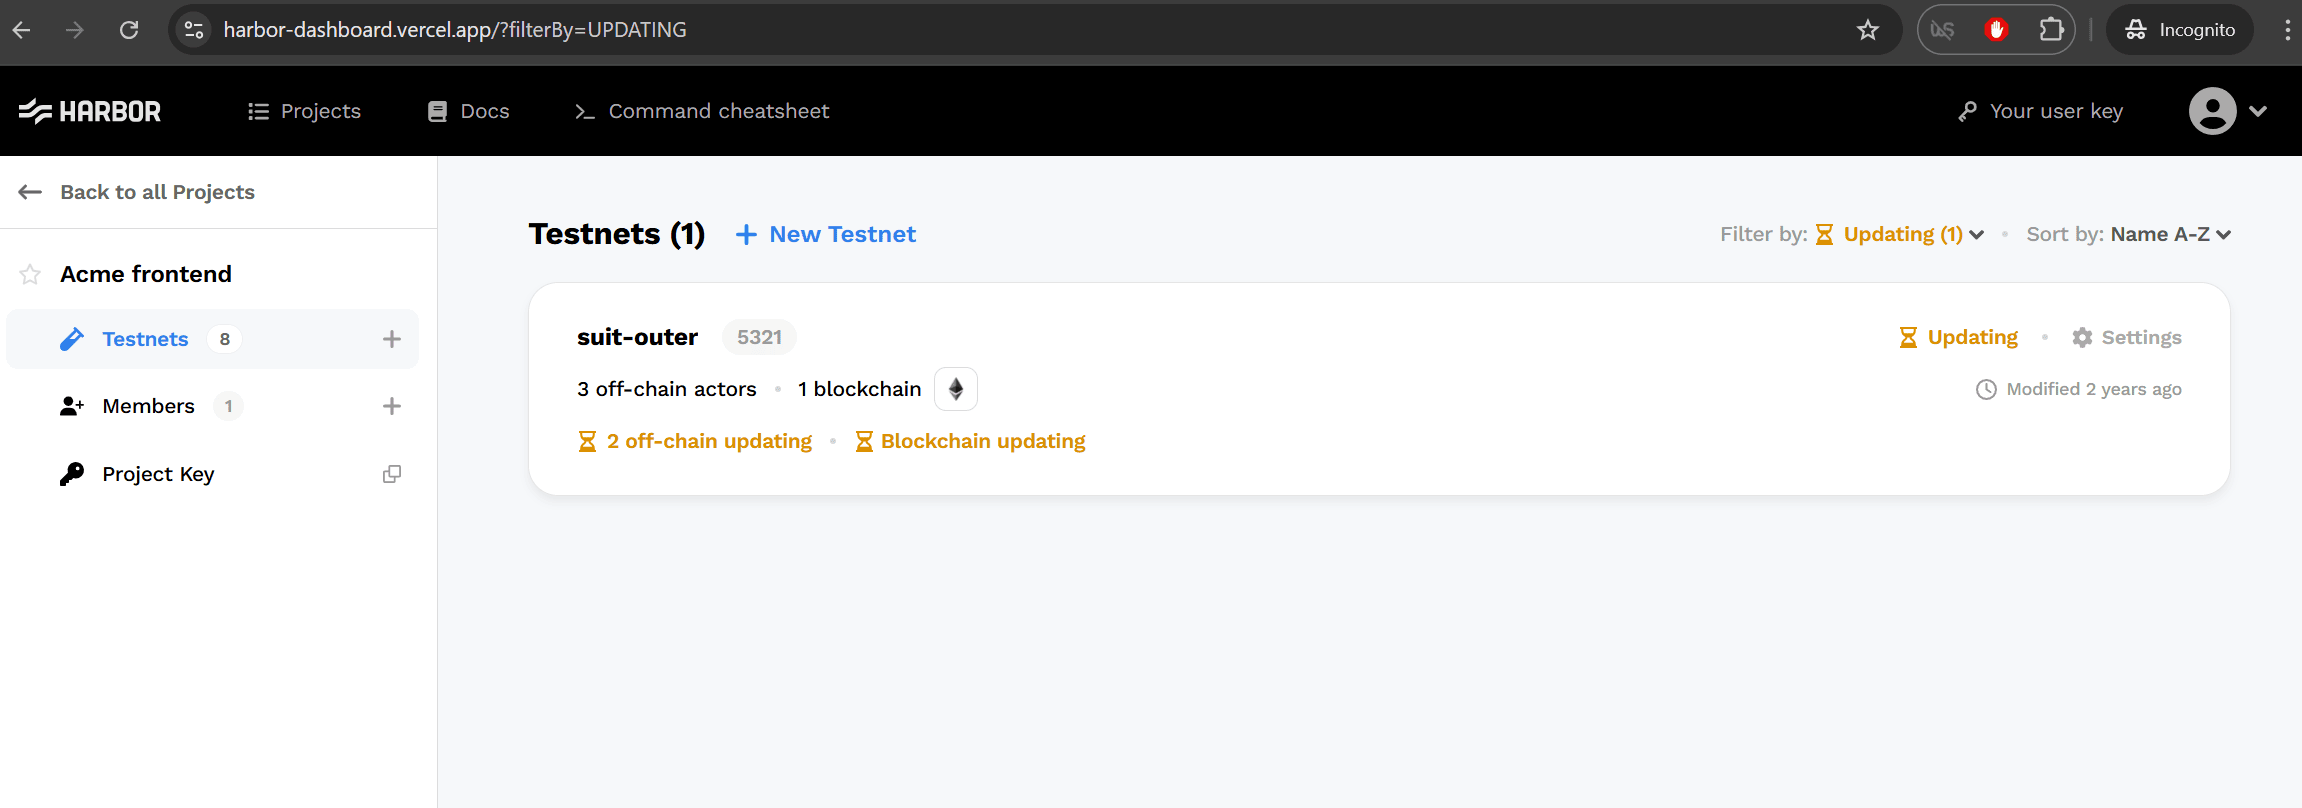 harbor-dashboard.vercel.app/?filterBy=UPDATING
Incognito
HARBOR
Projects
Docs
Command cheatsheet
Your user key
Back to all Projects
Acme frontend
Testnets 8
Members 1
Project Key
Testnets (1)
New Testnet
Filter by: Updating (1)
Sort by: Name A-Z
suit-outer 5321
Updating
Settings
3 off-chain actors • 1 blockchain
Modified 2 years ago
2 off-chain updating • Blockchain updating